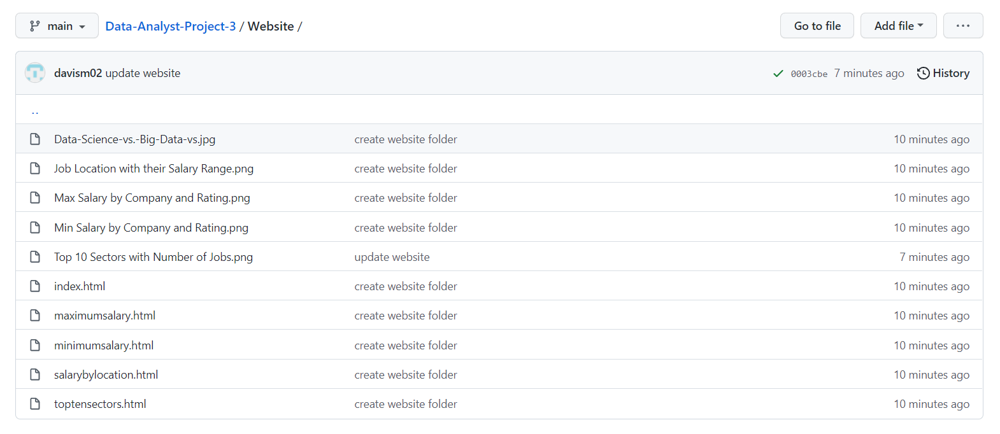 main Data-Analyst-Project-3 / Website / Go to file Add file ...
davism02 update website 0003cbe 7 minutes ago History
..
Data-Science-vs.-Big-Data-vs.jpg create website folder 10 minutes ago
Job Location with their Salary Range.png create website folder 10 minutes ago
Max Salary by Company and Rating.png create website folder 10 minutes ago
Min Salary by Company and Rating.png create website folder 10 minutes ago
Top 10 Sectors with Number of Jobs.png update website 7 minutes ago
index.html create website folder 10 minutes ago
maximumsalary.html create website folder 10 minutes ago
minimumsalary.html create website folder 10 minutes ago
salarybylocation.html create website folder 10 minutes ago
toptensectors.html create website folder 10 minutes ago